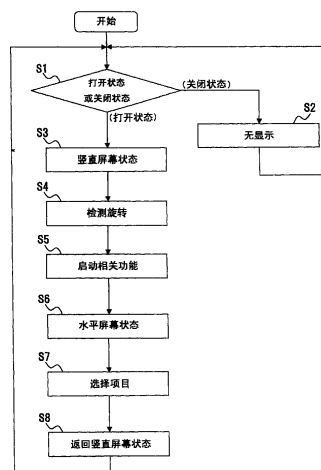 开始
S1
打开状态
或关闭状态
(关闭状态)
S2
无显示
(打开状态)
S3
竖直屏幕状态
S4
检测旋转
S5
启动相关功能
S6
水平屏幕状态
S7
选择项目
S8
返回竖直屏幕状态